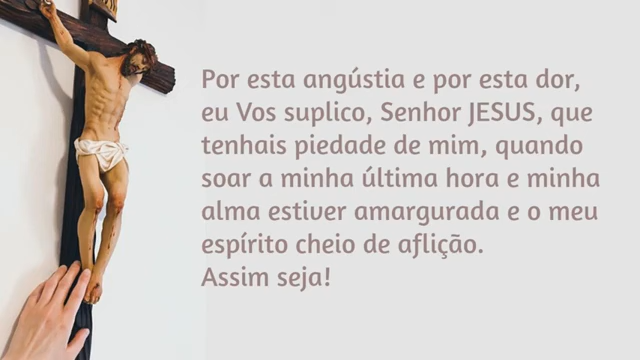 Por esta angústia e por esta dor,
eu Vos suplico, Senhor JESUS, que
tenhais piedade de mim, quando
soar a minha última hora e minha
alma estiver amargurada e o meu
espírito cheio de aflição.
Assim seja!